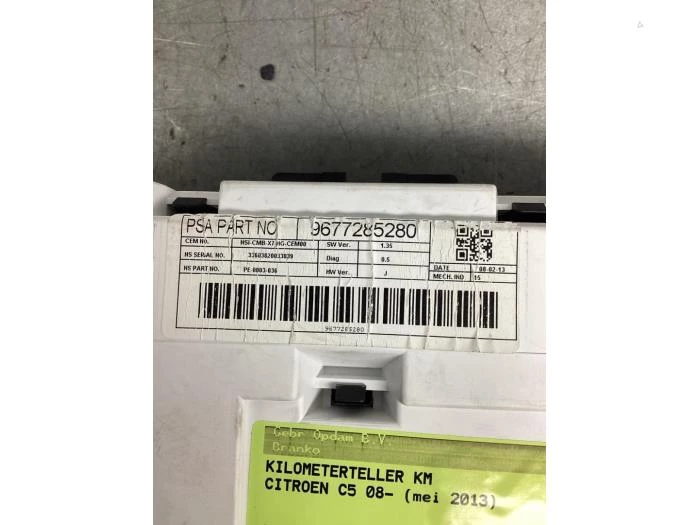 PSA PART NO 9677285280
CEM NO. NSI-CMB-X7/HG-CEM00 SW Ver. 1.35
NS SERIAL NO. 33603820033039 Diag 0.5
DATE 08-02-13
NS PART NO. PE-0003-036 HW Ver. J
MECH. IND 15
9677285280
Gebr Opdam B.V.
Branko
KILOMETERTELLER KM
CITROEN C5 08- (mei 2013)